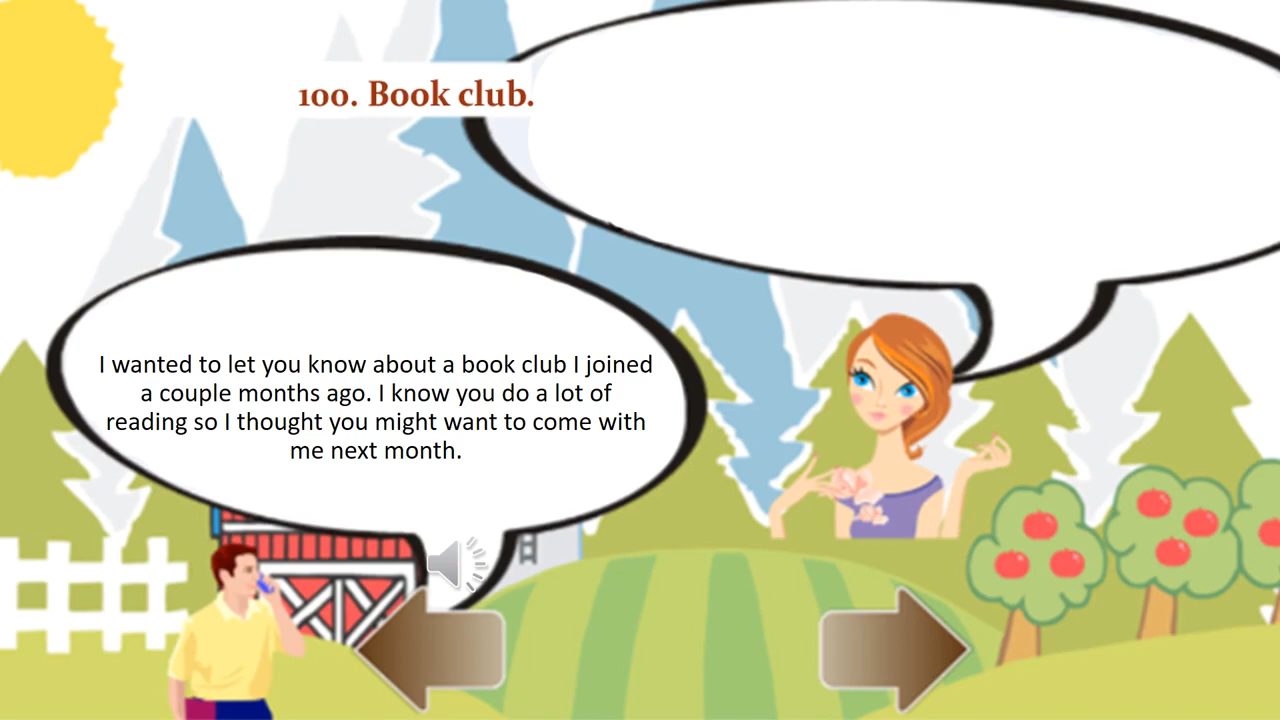 100. Book club.
I wanted to let you know about a book club I joined
a couple months ago. I know you do a lot of
reading so I thought you might want to come with
me next month.